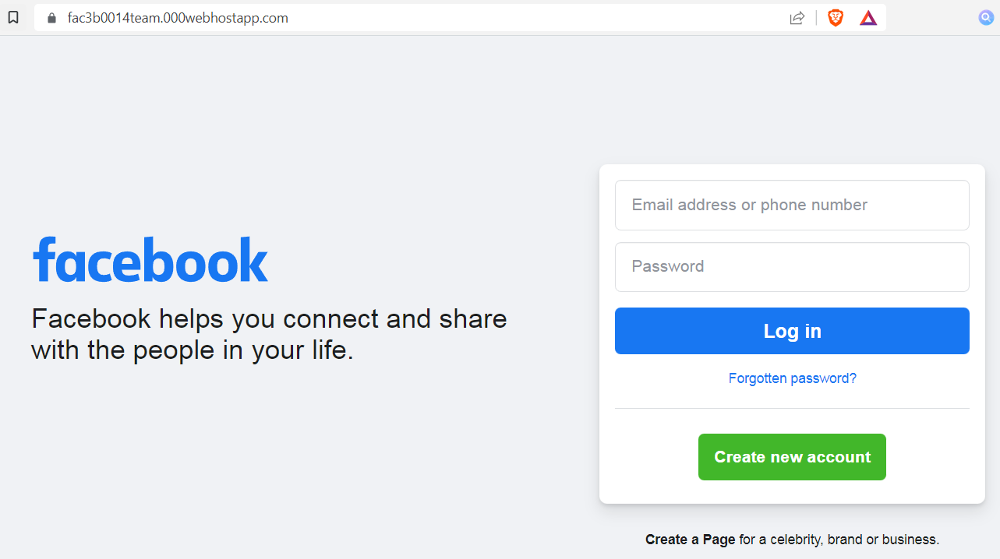 fac3b0014team.000webhostapp.com
Email address or phone number
Password
Log in
Forgotten password?
Create new account
Create a Page for a celebrity, brand or business.
facebook
Facebook helps you connect and share
with the people in your life.